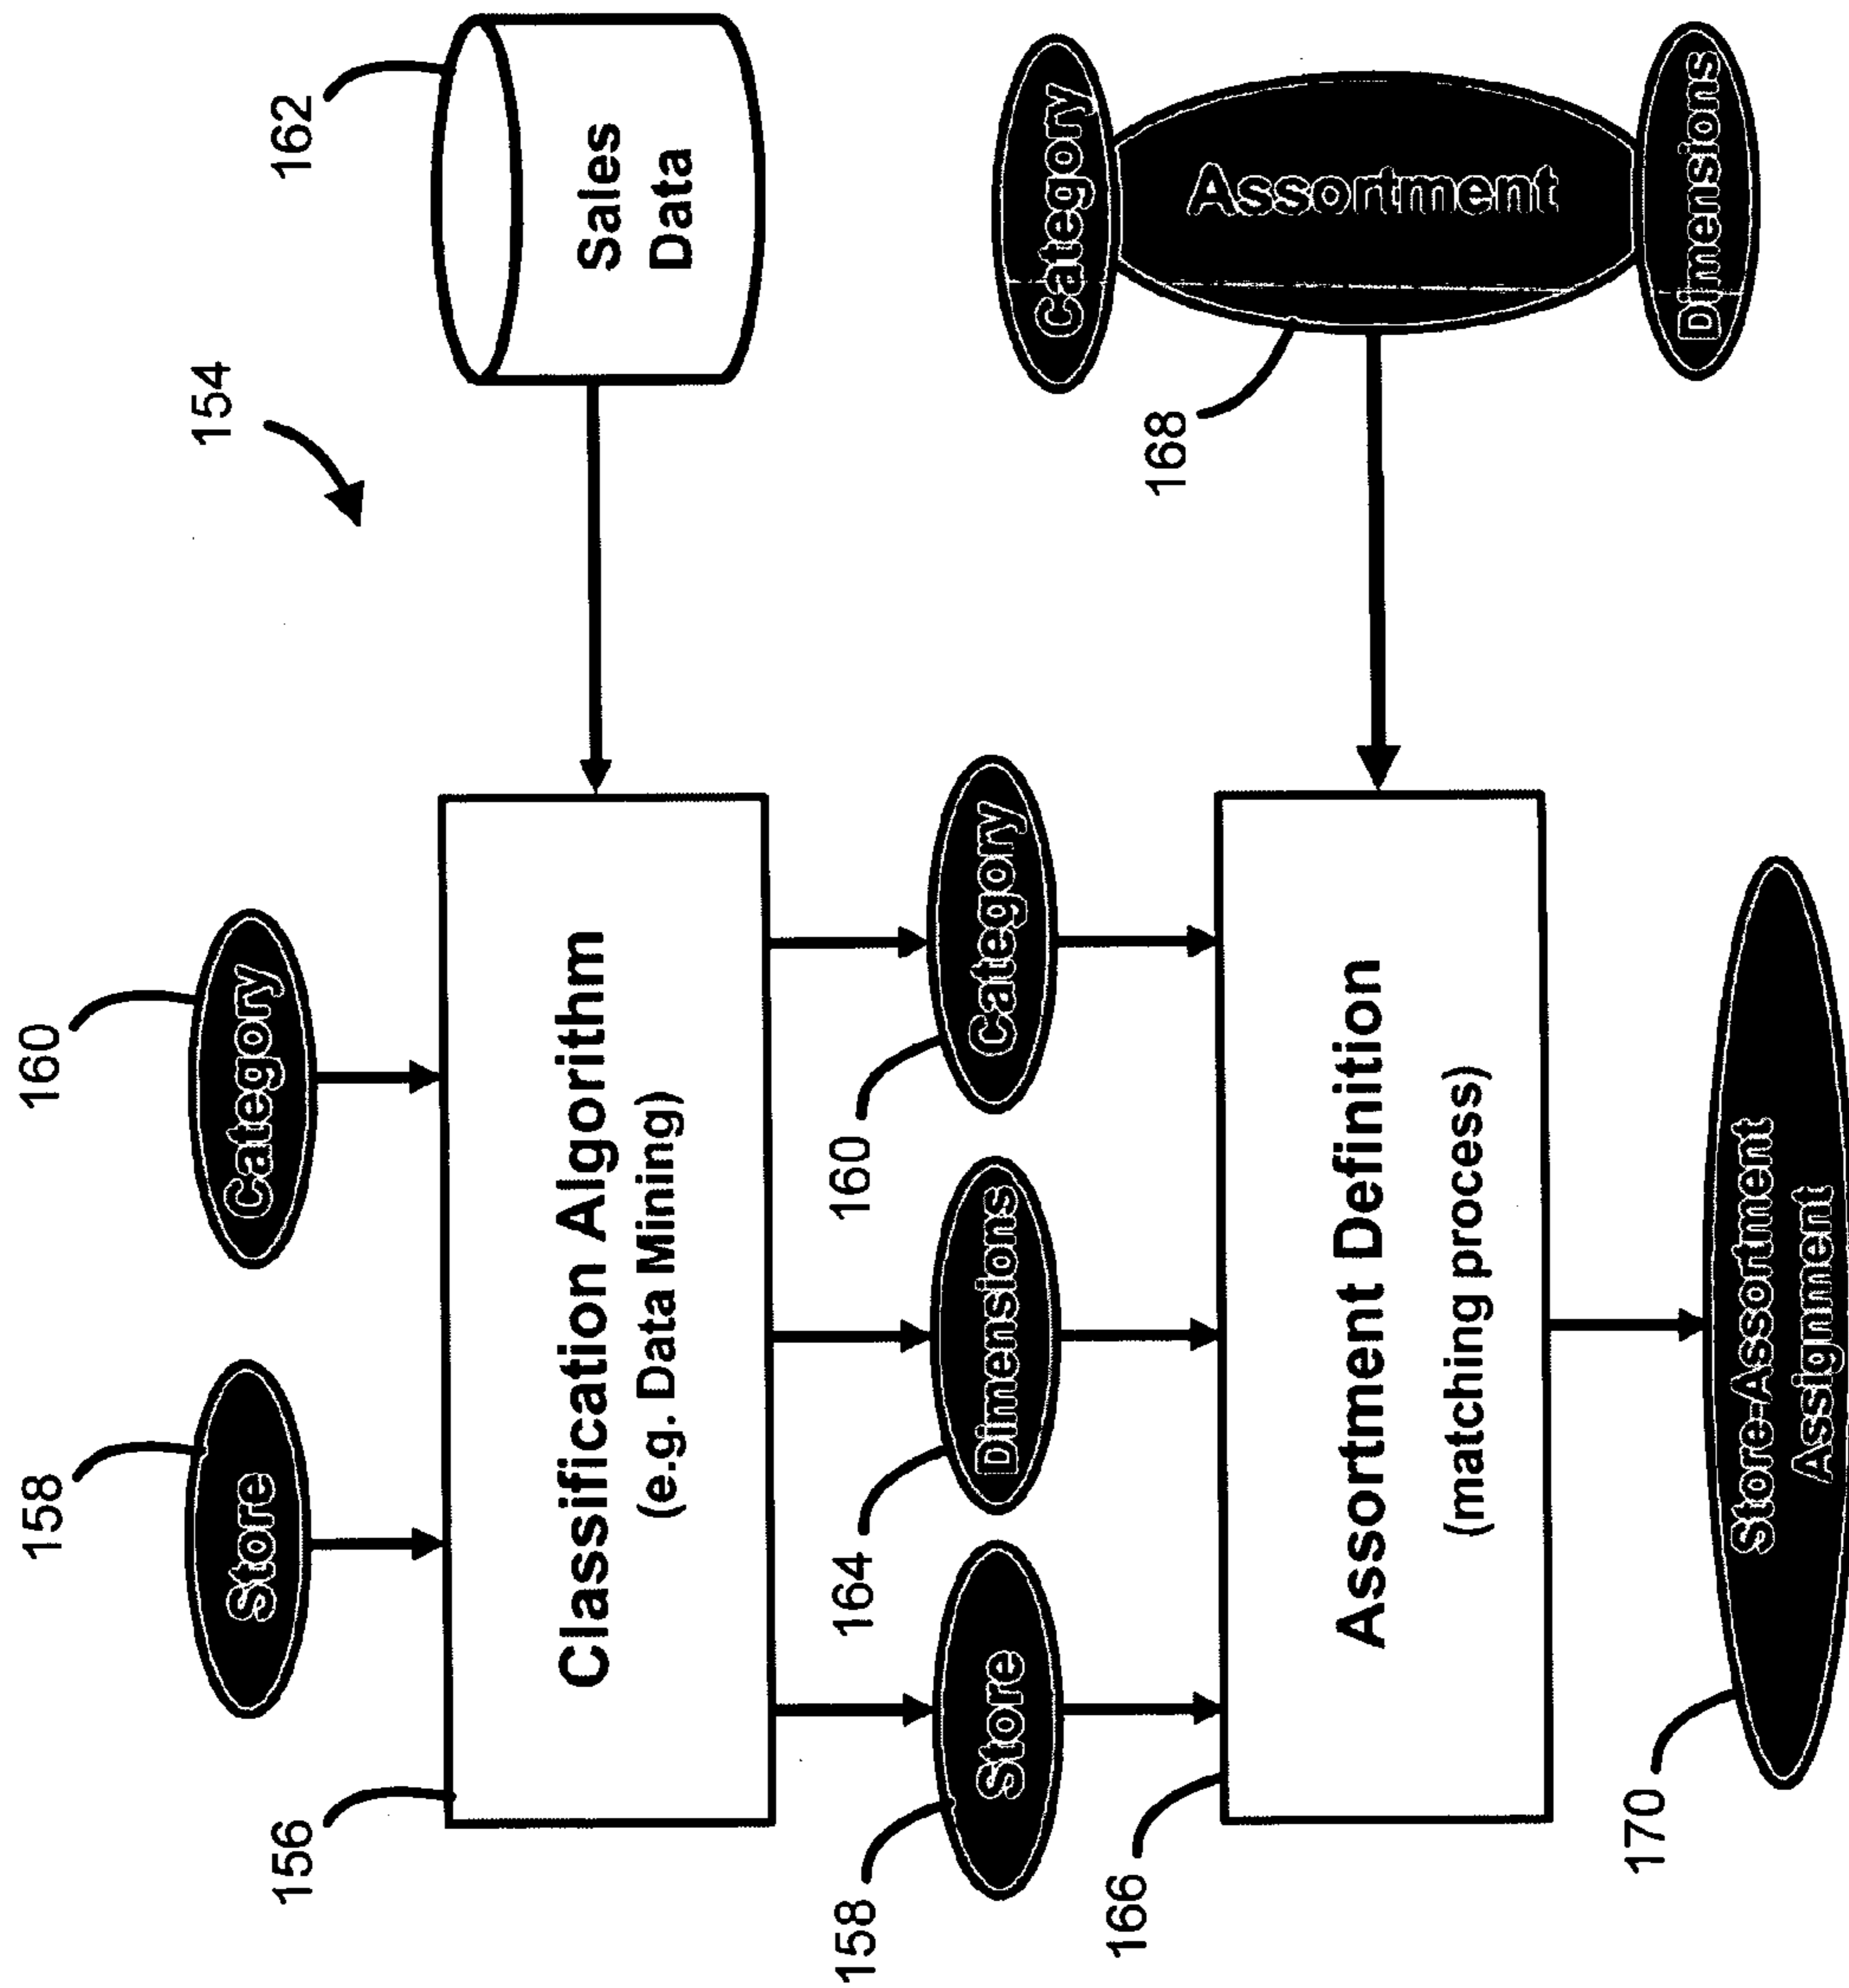 154
158
160
162
Store
Category
156
Classification Algorithm
(e.g. Data Mining)
Sales
Data
158
164
160
Store
Dimensions
Category
168
Category
Assortment
Dimensions
166
Assortment Definition
(matching process)
170
Store-Assortment
Assignment